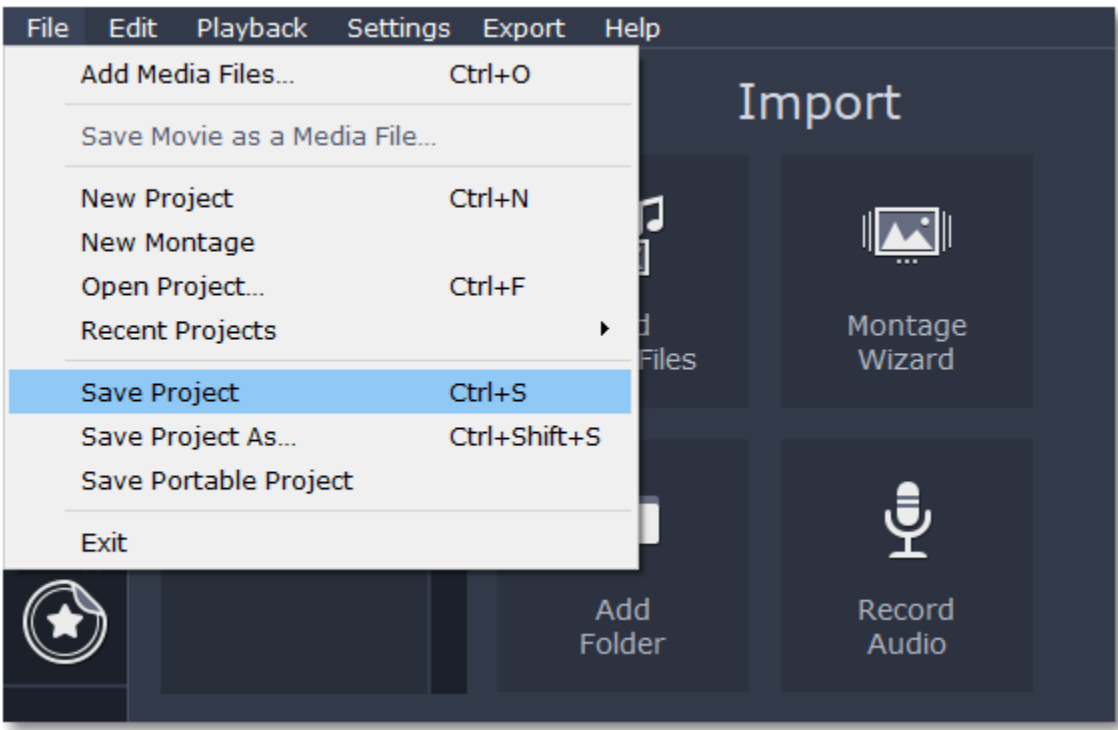 File Edit Playback Settings Export Help
Add Media Files... Ctrl+O
Save Movie as a Media File...
New Project Ctrl+N
New Montage
Open Project... Ctrl+F
Recent Projects
Save Project Ctrl+S
Save Project As... Ctrl+Shift+S
Save Portable Project
Exit
Import
Files
Montage
Wizard
Add
Folder
Record
Audio